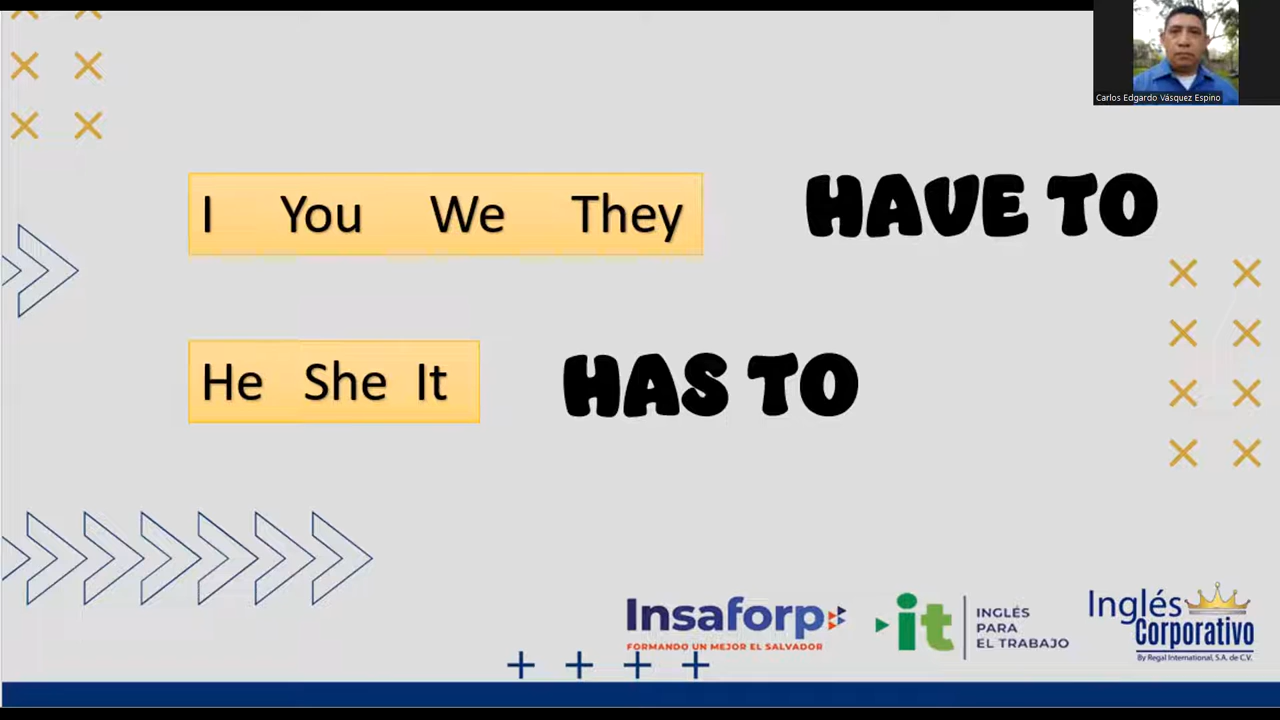 Carlos Edgardo Vásquez Espino
I You We They HAVE TO
He She It HAS TO
Insaforp
FORMANDO UN MEJOR EL SALVADOR
it
INGLÉS
PARA
EL TRABAJO
Inglés
Corporativo
By Regal International, S.A. de C.V.